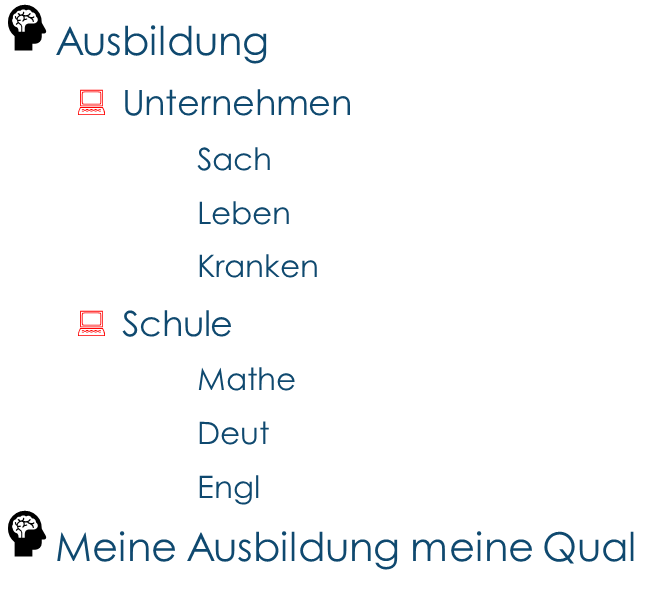 Ausbildung
Unternehmen
Sach
Leben
Kranken
Schule
Mathe
Deut
Engl
Meine Ausbildung meine Qual